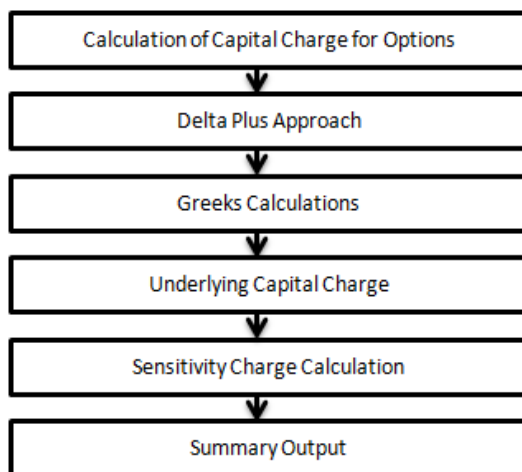 Calculation of Capital Charge for Options
Delta Plus Approach
Greeks Calculations
Underlying Capital Charge
Sensitivity Charge Calculation
Summary Output